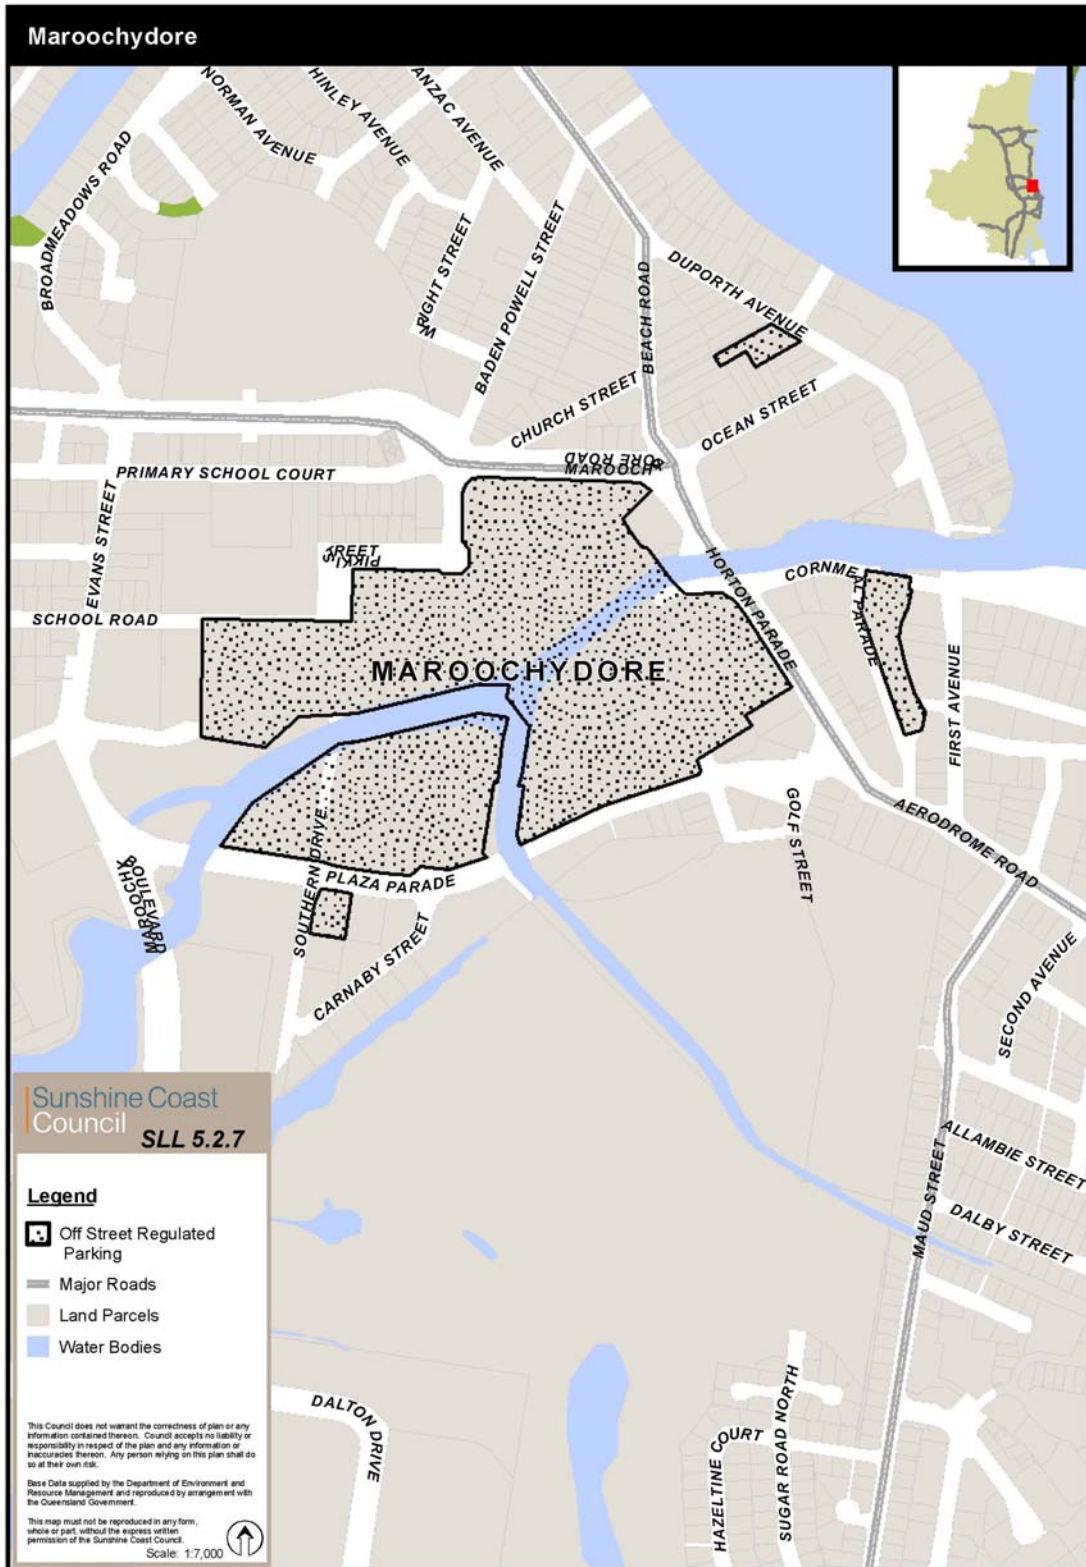 Maroochydore
NORMAN AVENUE
HINLEY AVENUE
ANZAC AVENUE
BROADMEADOWS ROAD
WRIGHT STREET
BADEN POWELL STREET
BEACH ROAD
DUPORTH AVENUE
CHURCH STREET
OCEAN STREET
MAROOCHYDORE ROAD
PRIMARY SCHOOL COURT
EVANS STREET
SCHOOL ROAD
HORTON PARADE
CORNMEAL PARADE
MAROOCHYDORE
FIRST AVENUE
GOLF STREET
AERODROME ROAD
PLAZA PARADE
SOUTHERN DRIVE
CARNABY STREET
MAROOCHY
BOULEVARD
SECOND AVENUE
ALLAMBIE STREET
DALBY STREET
MAUD STREET
DALTON DRIVE
HAZELTINE COURT
SUGAR ROAD NORTH
Sunshine Coast
Council
SLL 5.2.7
Legend
Off Street Regulated
Parking
Major Roads
Land Parcels
Water Bodies
This Council does not warrant the correctness of plan or any
information contained thereon. Council accepts no liability or
responsibility in respect of the plan and any information or
inaccuracies thereon. Any person relying on this plan shall do
so at their own risk.
Base Data supplied by the Department of Environment and
Resource Management and reproduced by arrangement with
the Queensland Government.
This map must not be reproduced in any form,
whole or part, without the express written
permission of the Sunshine Coast Council.
Scale: 1:7,000